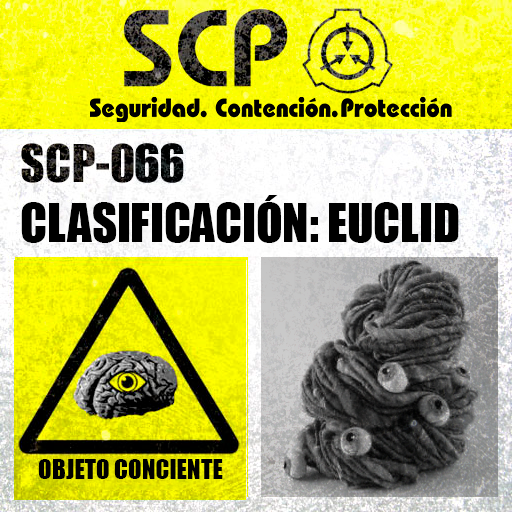 SCP
Seguridad. Contención.Protección
SCP-066
CLASIFICACIÓN: EUCLID
OBJETO CONCIENTE